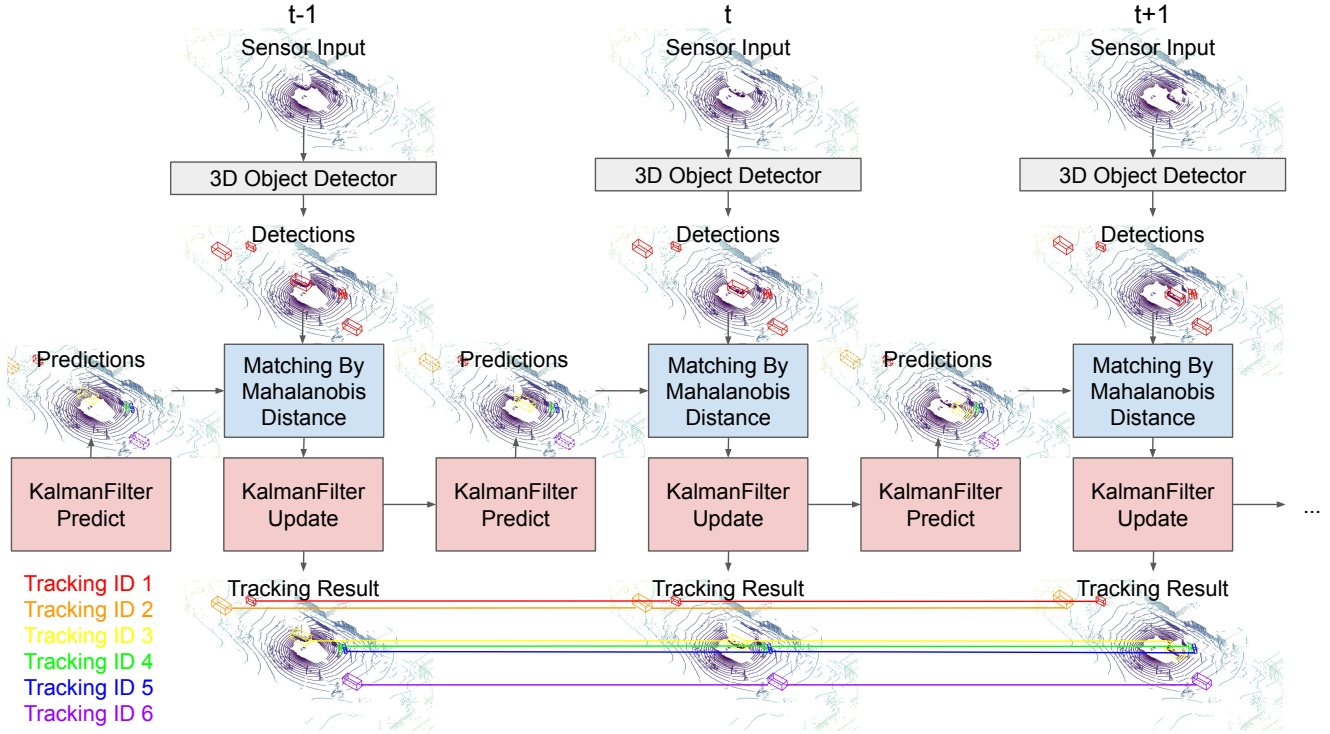 t-1
t
t+1
Sensor Input
Sensor Input
Sensor Input
3D Object Detector
3D Object Detector
3D Object Detector
Detections
Detections
Detections
Predictions
Matching By
Mahalanobis
Distance
Predictions
Matching By
Mahalanobis
Distance
Predictions
Matching By
Mahalanobis
Distance
KalmanFilter
Predict
KalmanFilter
Update
KalmanFilter
Predict
KalmanFilter
Update
KalmanFilter
Predict
KalmanFilter
Update
...
Tracking Result
Tracking Result
Tracking Result
Tracking ID 1
Tracking ID 2
Tracking ID 3
Tracking ID 4
Tracking ID 5
Tracking ID 6